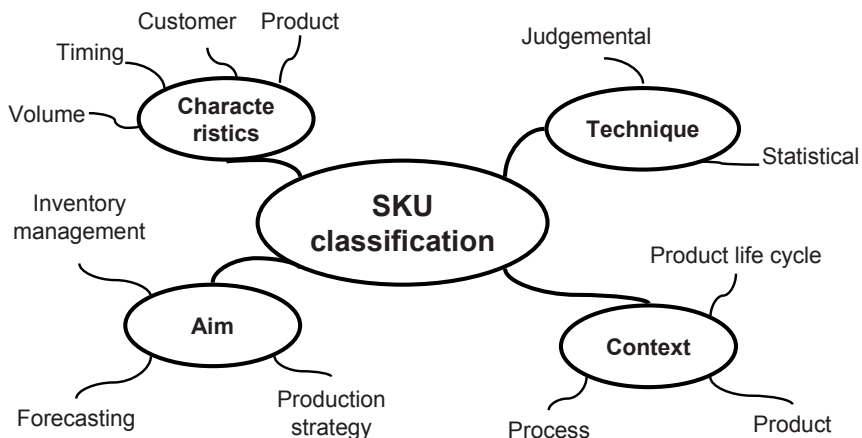 Customer
Product
Timing
Volume
Characte
ristics
Judgemental
Technique
Statistical
SKU
classification
Inventory
management
Aim
Forecasting
Production
strategy
Product life cycle
Context
Process
Product